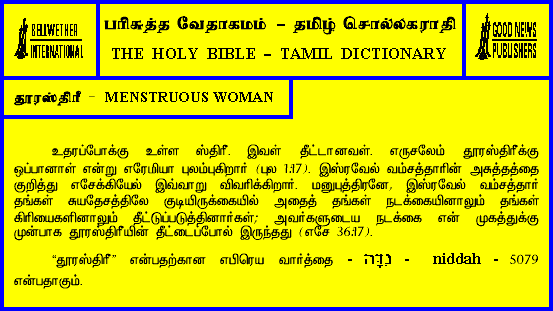 BELLWETHER
INTERNATIONAL
பரிசுத்த வேதாகமம் – தமிழ் சொல்லகராதி
THE HOLY BIBLE – TAMIL DICTIONARY
GOOD NEWS
PUBLISHERS
தூரஸ்திரீ – MENSTRUOUS WOMAN
உதரப்போக்கு உள்ள ஸ்திரீ. இவள் தீட்டானவள். எருசலேம் தூரஸ்திரீக்கு
ஒப்பானாள் என்று எரேமியா புலம்புகிறார் (புல 1:17). இஸ்ரவேல் வம்சத்தாரின் அசுத்தத்தை
குறித்து எசேக்கியேல் இவ்வாறு விவரிக்கிறார். மனுபுத்திரனே, இஸ்ரவேல் வம்சத்தார்
தங்கள் சுயதேசத்திலே குடியிருக்கையில் அதைத் தங்கள் நடக்கையினாலும் தங்கள்
கிரியைகளினாலும் தீட்டுப்படுத்தினார்கள்; அவர்களுடைய நடக்கை என் முகத்துக்கு
முன்பாக தூரஸ்திரீயின் தீட்டைப்போல் இருந்தது (எசே 36:17).
“தூரஸ்திரீ” என்பதற்கான எபிரெய வார்த்தை - נִדָּה - niddah - 5079
என்பதாகும்.